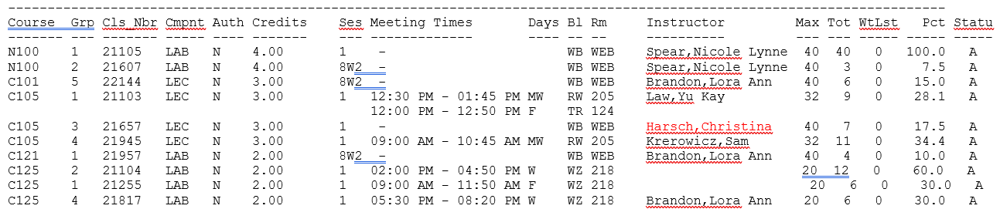 Course Grp Cls_Nbr Cmpnt Auth Credits Ses Meeting Times Days Bl Rm Instructor Max Tot WtLst Pct Statu
N100 1 21105 LAB N 4.00 1 - WB WEB Spear,Nicole Lynne 40 40 0 100.0 A
N100 2 21607 LAB N 4.00 8W2 - WB WEB Spear,Nicole Lynne 40 3 0 7.5 A
C101 5 22144 LEC N 3.00 8W2 - WB WEB Brandon,Lora Ann 40 6 0 15.0 A
C105 1 21103 LEC N 3.00 1 12:30 PM - 01:45 PM MW RW 205 Law,Yu Kay 32 9 0 28.1 A
12:00 PM - 12:50 PM F TR 124
C105 3 21657 LEC N 3.00 1 - WB WEB Harsch,Christina 40 7 0 17.5 A
C105 4 21945 LEC N 3.00 1 09:00 AM - 10:45 AM MW RW 205 Krerowicz,Sam 32 11 0 34.4 A
C121 1 21957 LAB N 2.00 8W2 - WB WEB Brandon,Lora Ann 40 4 0 10.0 A
C125 2 21104 LAB N 2.00 1 02:00 PM - 04:50 PM W WZ 218 20 12 0 60.0 A
C125 1 21255 LAB N 2.00 1 09:00 AM - 11:50 AM F WZ 218 20 6 0 30.0 A
C125 4 21817 LAB N 2.00 1 05:30 PM - 08:20 PM W WZ 218 Brandon,Lora Ann 20 6 0 30.0 A